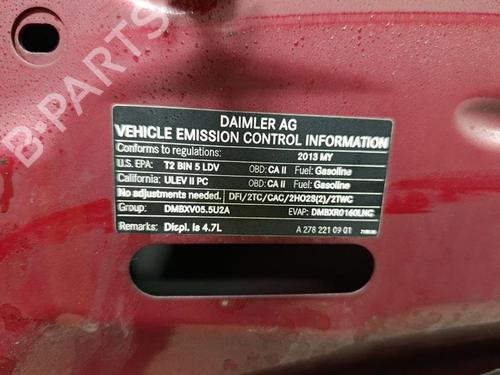 B-PARTS
DAIMLER AG
VEHICLE EMISSION CONTROL INFORMATION
Conforms to regulations: 2013 MY
U.S. EPA: T2 BIN 5 LDV OBD: CA II Fuel: Gasoline
California: ULEV II PC OBD: CA II Fuel: Gasoline
No adjustments needed. DFI/2TC/CAC/2HO2S(2)/2TWC
Group: DMBXV05.5U2A EVAP: DMBXR0160LNC
Remarks: Displ. is 4.7L A 278 221 09 01